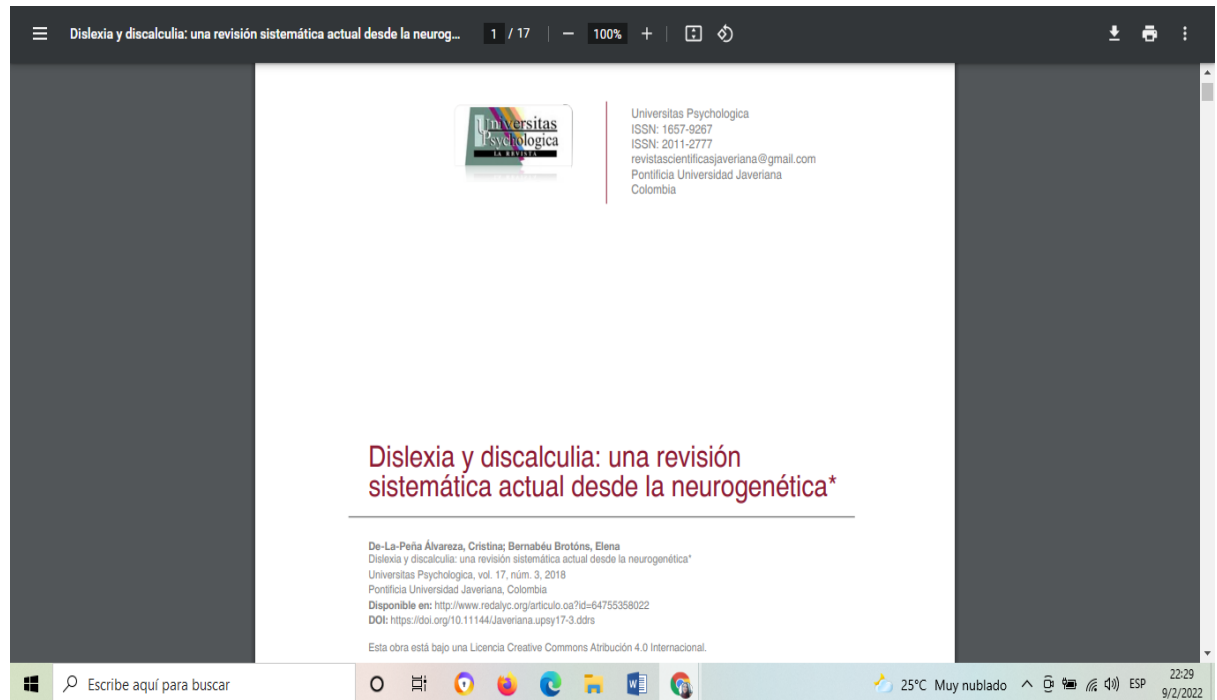 Dislexia y discalculia: una revisión sistemática actual desde la neurog...
1 / 17
100%
Universitas
Psychologica
LA REVISTA
Universitas Psychologica
ISSN: 1657-9267
ISSN: 2011-2777
revistascientificasjaveriana@gmail.com
Pontificia Universidad Javeriana
Colombia
Dislexia y discalculia: una revisión
sistemática actual desde la neurogenética*
De-La-Peña Álvareza, Cristina; Bernabéu Brotóns, Elena
Dislexia y discalculia: una revisión sistemática actual desde la neurogenética*
Universitas Psychologica, vol. 17, núm. 3, 2018
Pontificia Universidad Javeriana, Colombia
Disponible en: http://www.redalyc.org/articulo.oa?id=64755358022
DOI: https://doi.org/10.11144/Javeriana.upsy17-3.ddrs
Esta obra está bajo una Licencia Creative Commons Atribución 4.0 Internacional.
Escribe aquí para buscar
25°C Muy nublado
ESP
22:29
9/2/2022